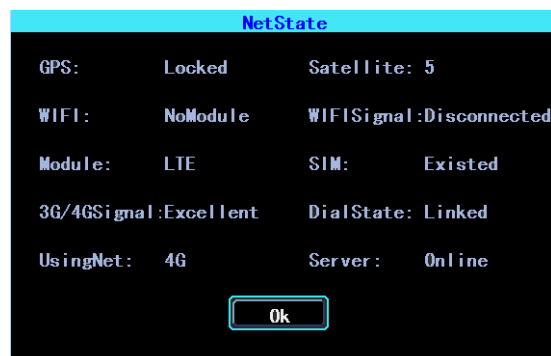 NetState
GPS: Locked Satellite: 5
WIFI: NoModule WIFISignal:Disconnected
Module: LTE SIM: Existed
3G/4GSignal:Excellent DialState: Linked
UsingNet: 4G Server: Online
Ok